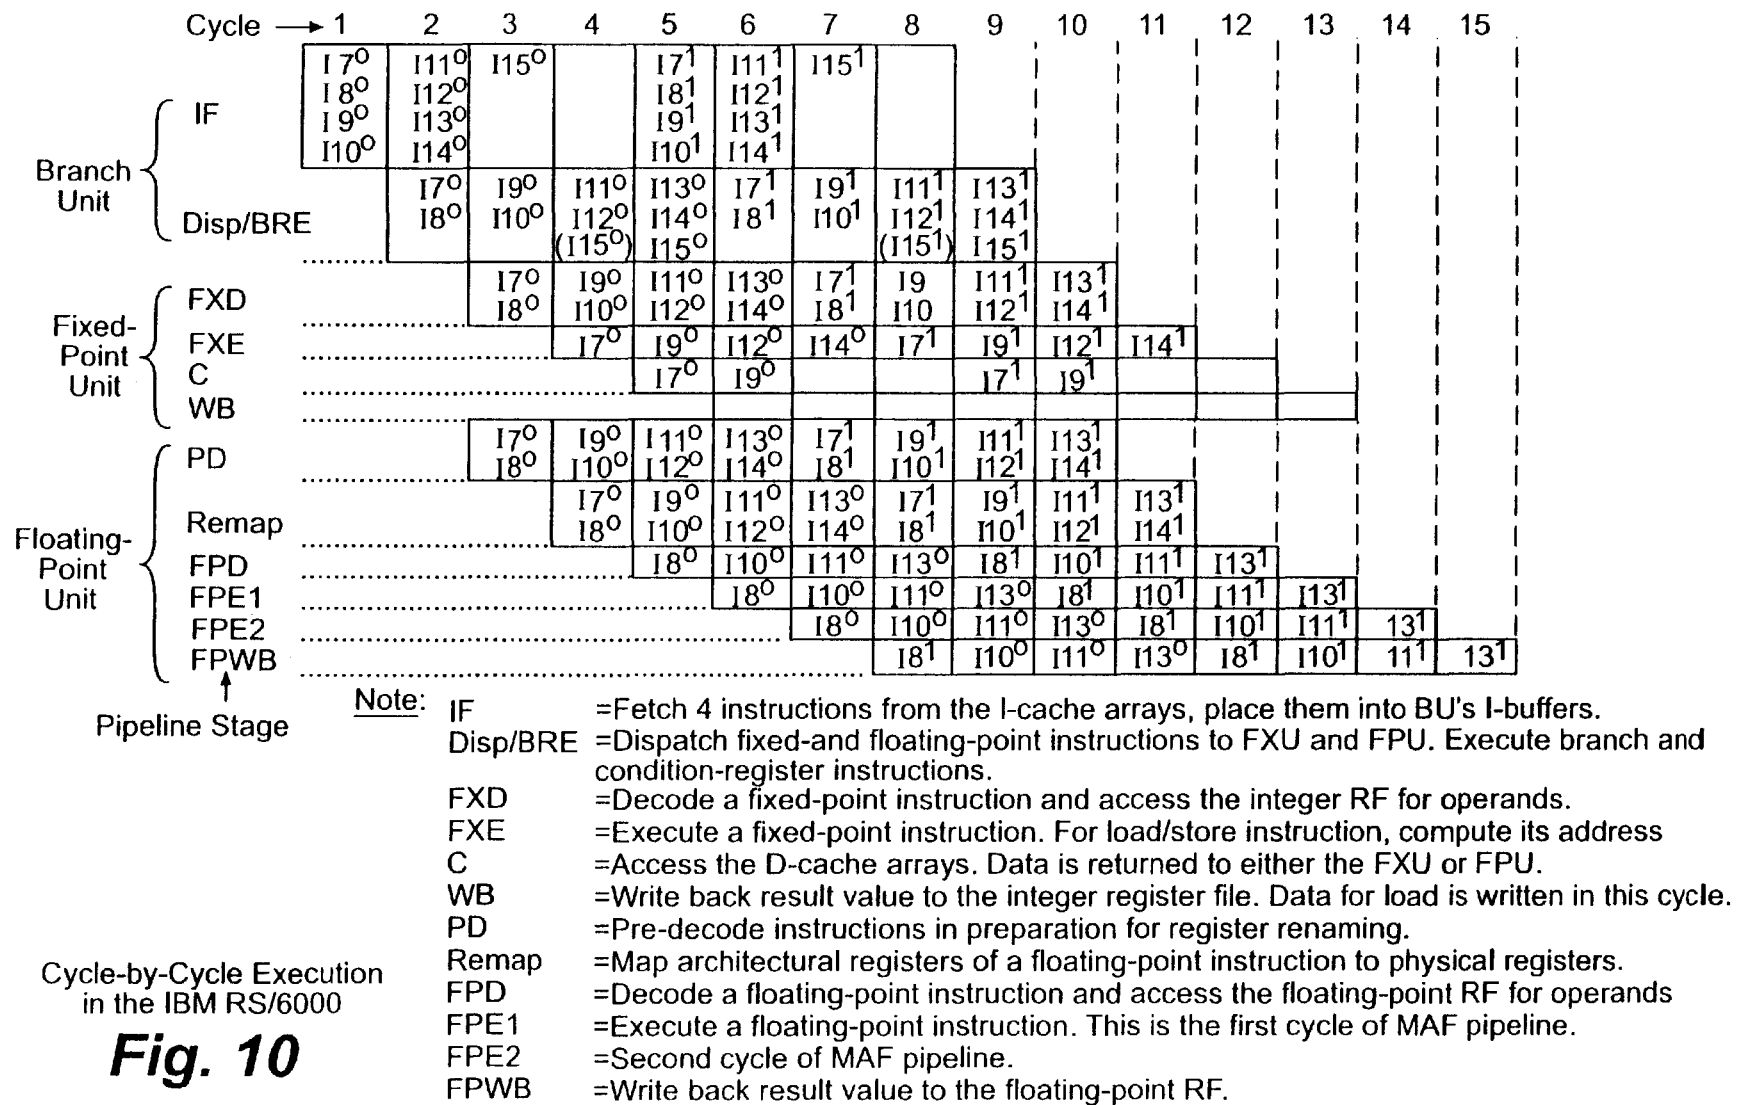 Cycle → 1 2 3 4 5 6 7 8 9 10 11 12 13 14 15
I7⁰ I11⁰ I15⁰ I7¹ I11¹ I15¹
I8⁰ I12⁰ I8¹ I12¹
IF
I9⁰ I13⁰ I9¹ I13¹
I10⁰ I14⁰ I10¹ I14¹
Branch Unit
I7⁰ I9⁰ I11⁰ I13⁰ I7¹ I9¹ I11¹ I13¹
Disp/BRE I8⁰ I10⁰ I12⁰ I14⁰ I8¹ I10¹ I12¹ I14¹
(I15⁰) I15⁰ (I15¹) I15¹
Fixed-Point Unit
I7⁰ I9⁰ I11⁰ I13⁰ I7¹ I9 I11¹ I13¹
FXD I8⁰ I10⁰ I12⁰ I14⁰ I8¹ I10 I12¹ I14¹
FXE I7⁰ I9⁰ I12⁰ I14⁰ I7¹ I9¹ I12¹ I14¹
C I7⁰ I9⁰ I7¹ I9¹
WB
Floating-Point Unit
PD I7⁰ I9⁰ I11⁰ I13⁰ I7¹ I9¹ I11¹ I13¹
I8⁰ I10⁰ I12⁰ I14⁰ I8¹ I10¹ I12¹ I14¹
I7⁰ I9⁰ I11⁰ I13⁰ I7¹ I9¹ I11¹ I13¹
Remap I8⁰ I10⁰ I12⁰ I14⁰ I8¹ I10¹ I12¹ I14¹
FPD I8⁰ I10⁰ I11⁰ I13⁰ I8¹ I10¹ I11¹ I13¹
FPE1 I8⁰ I10⁰ I11⁰ I13⁰ I8¹ I10¹ I11¹ I13¹
FPE2 I8⁰ I10⁰ I11⁰ I13⁰ I8¹ I10¹ I11¹ 13¹
FPWB I8¹ I10⁰ I11⁰ I13⁰ I8¹ I10¹ 11¹ 13¹
Pipeline Stage
Note: IF =Fetch 4 instructions from the I-cache arrays, place them into BU's I-buffers.
Disp/BRE =Dispatch fixed-and floating-point instructions to FXU and FPU. Execute branch and
condition-register instructions.
FXD =Decode a fixed-point instruction and access the integer RF for operands.
FXE =Execute a fixed-point instruction. For load/store instruction, compute its address
C =Access the D-cache arrays. Data is returned to either the FXU or FPU.
WB =Write back result value to the integer register file. Data for load is written in this cycle.
PD =Pre-decode instructions in preparation for register renaming.
Remap =Map architectural registers of a floating-point instruction to physical registers.
FPD =Decode a floating-point instruction and access the floating-point RF for operands
FPE1 =Execute a floating-point instruction. This is the first cycle of MAF pipeline.
FPE2 =Second cycle of MAF pipeline.
FPWB =Write back result value to the floating-point RF.
Cycle-by-Cycle Execution
in the IBM RS/6000
Fig. 10